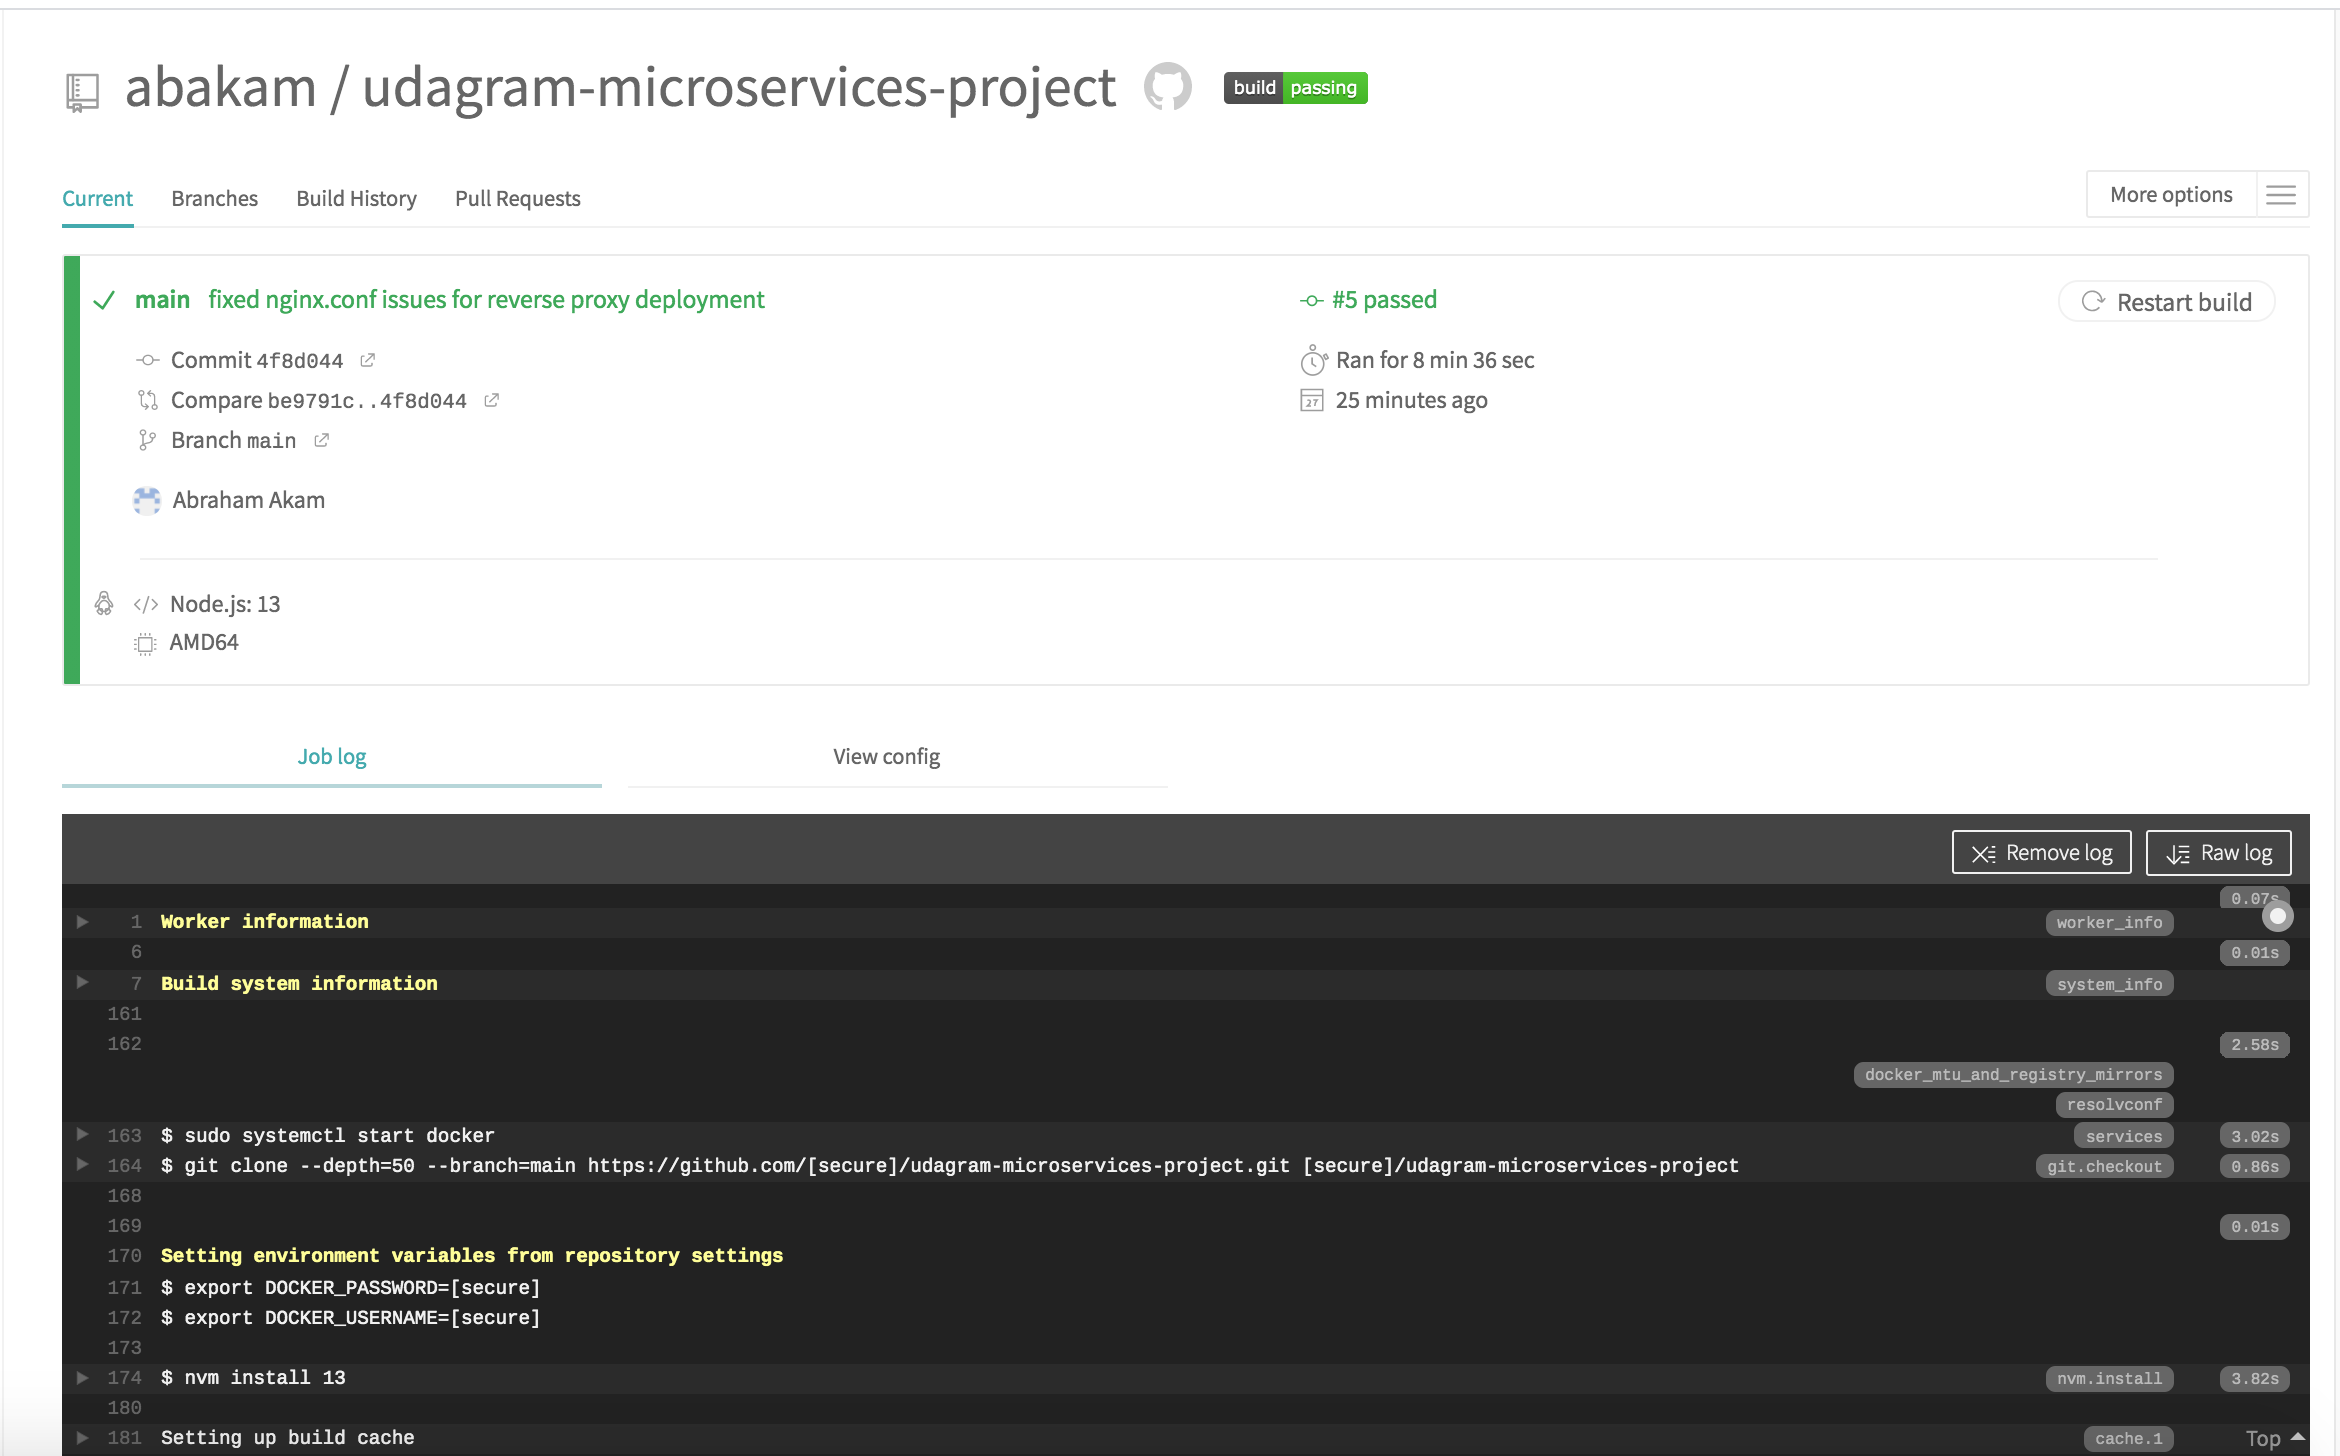 abakam / udagram-microservices-project build passing
Current Branches Build History Pull Requests More options
main fixed nginx.conf issues for reverse proxy deployment #5 passed Restart build
Commit 4f8d044 Ran for 8 min 36 sec
Compare be9791c..4f8d044 27 25 minutes ago
Branch main
Abraham Akam
</> Node.js: 13
AMD64
Job log View config
Remove log Raw log
0.07s
1 Worker information worker_info
6 0.01s
7 Build system information system_info
161
162 2.58s
docker_mtu_and_registry_mirrors
resolvconf
163 $ sudo systemctl start docker services 3.02s
164 $ git clone --depth=50 --branch=main https://github.com/[secure]/udagram-microservices-project.git [secure]/udagram-microservices-project git.checkout 0.86s
168
169 0.01s
170 Setting environment variables from repository settings
171 $ export DOCKER_PASSWORD=[secure]
172 $ export DOCKER_USERNAME=[secure]
173
174 $ nvm install 13 nvm.install 3.82s
180
181 Setting up build cache cache.1 Top